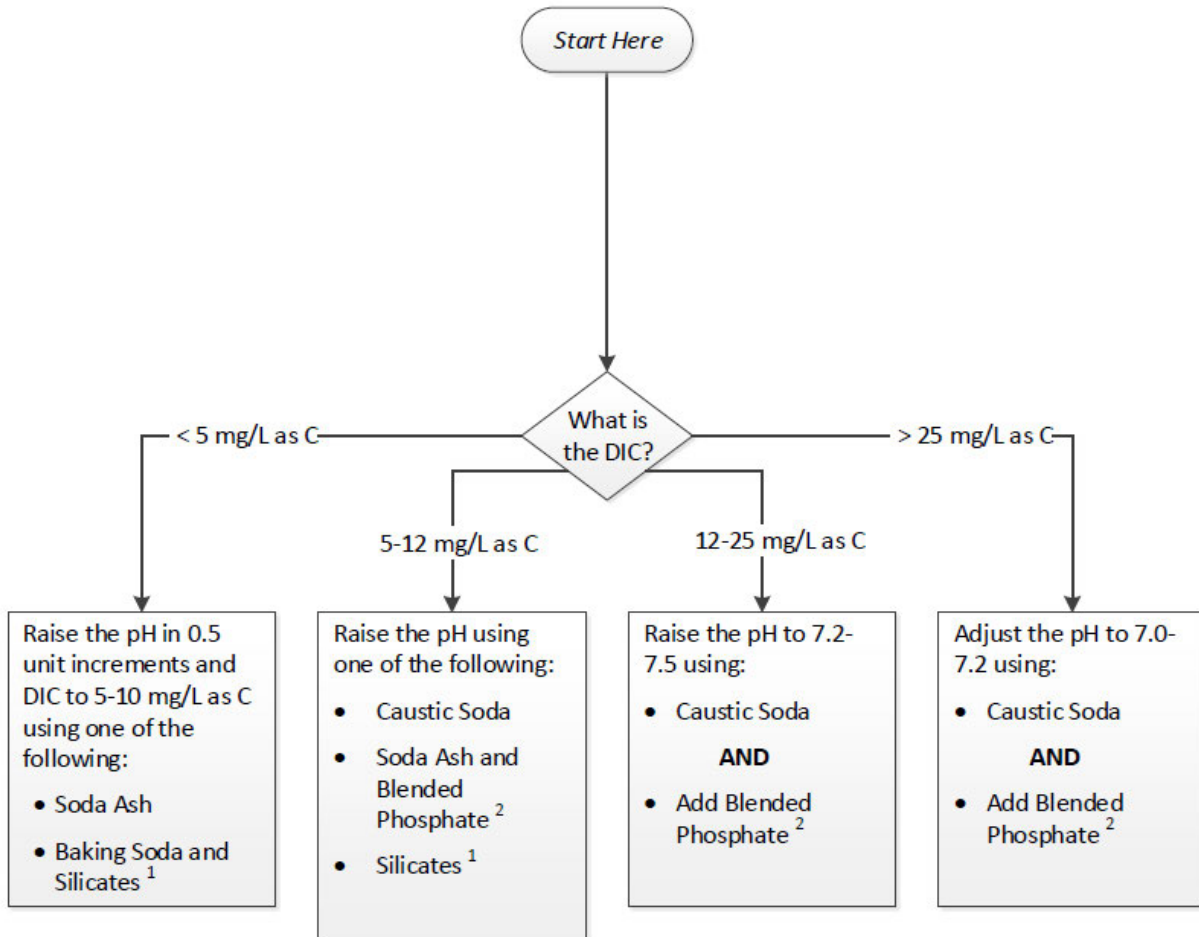 Start Here
What is
the DIC?
< 5 mg/L as C
> 25 mg/L as C
5-12 mg/L as C
12-25 mg/L as C
Raise the pH in 0.5
unit increments and
DIC to 5-10 mg/L as C
using one of the
following:
• Soda Ash
• Baking Soda and
Silicates 1
Raise the pH using
one of the following:
• Caustic Soda
• Soda Ash and
Blended
Phosphate 2
• Silicates 1
Raise the pH to 7.2-
7.5 using:
• Caustic Soda
AND
• Add Blended
Phosphate 2
Adjust the pH to 7.0-
7.2 using:
• Caustic Soda
AND
• Add Blended
Phosphate 2